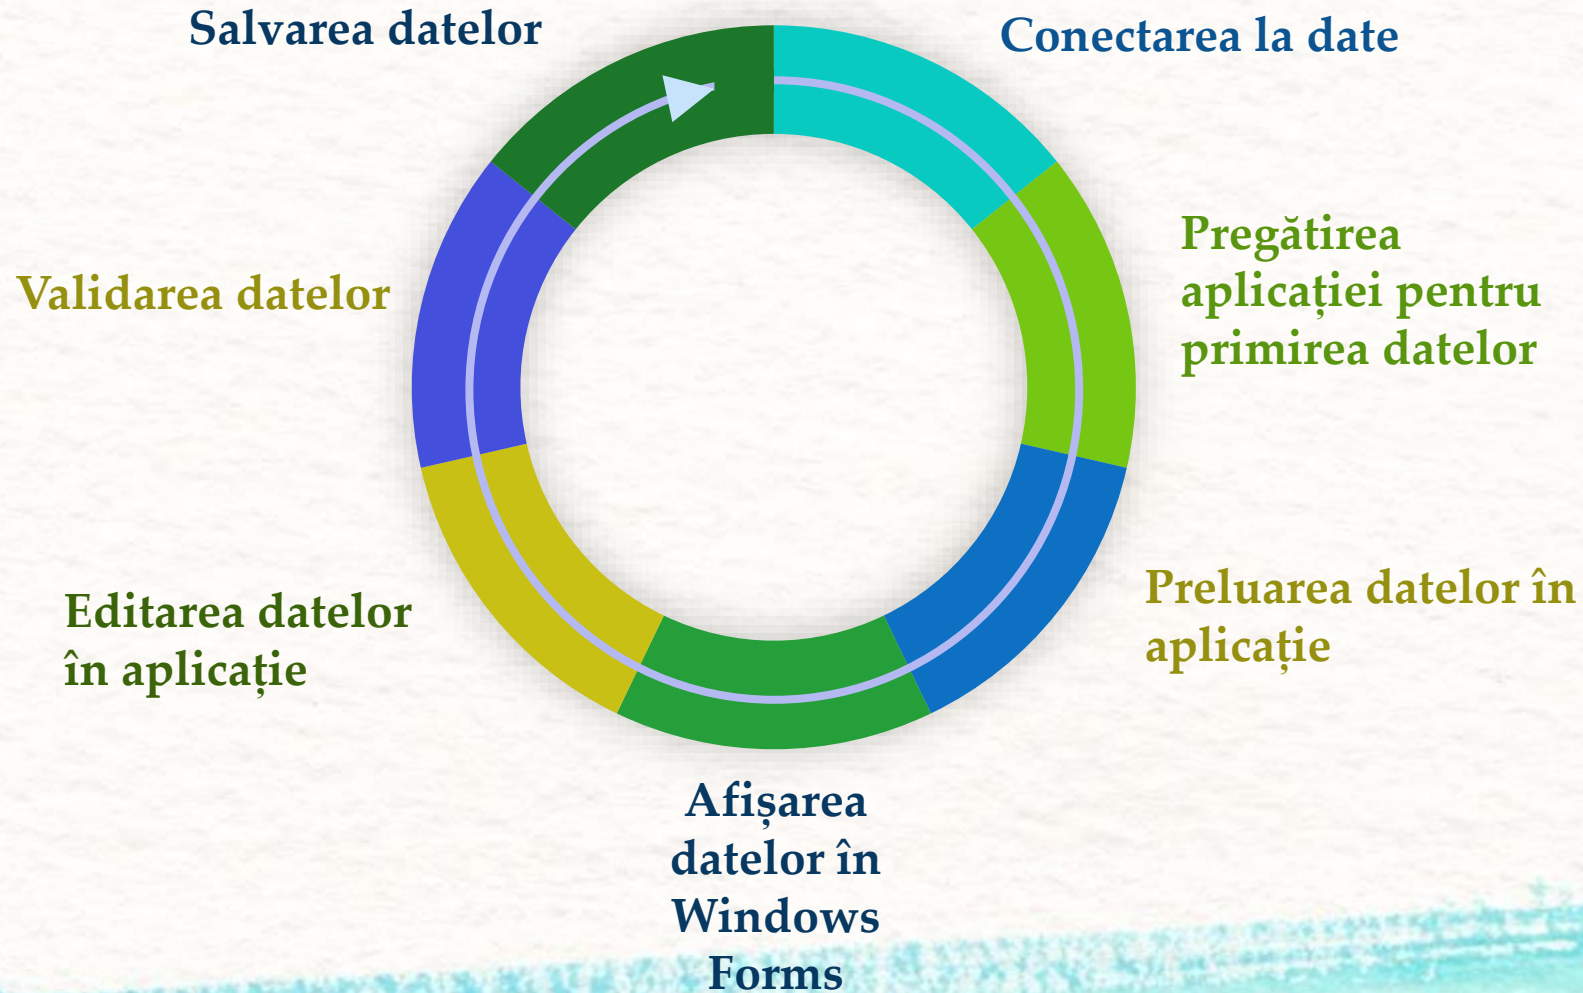 Salvarea datelor
Conectarea la date
Pregătirea
aplicației pentru
primirea datelor
Preluarea datelor în
aplicație
Afișarea
datelor în
Windows
Forms
Editarea datelor
în aplicație
Validarea datelor